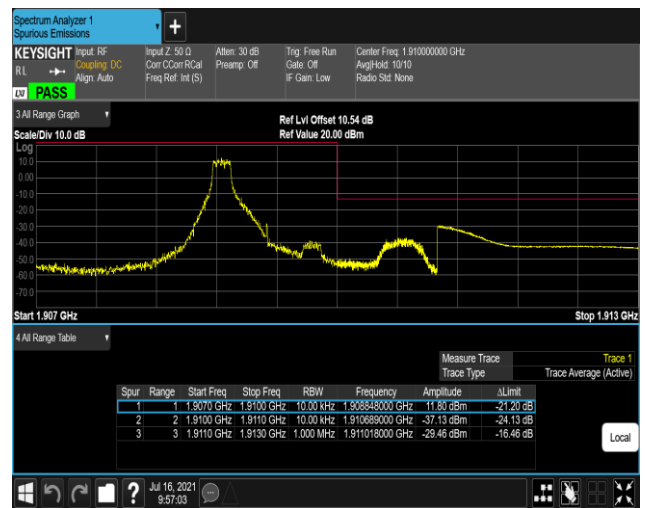 Spectrum Analyzer 1
Spurious Emissions
+
KEYSIGHT Input: RF Input Z: 50 Ω Atten: 30 dB Trig: Free Run Center Freq: 1.910000000 GHz
R L Coupling: DC Corr CCorr RCal Preamp: Off Gate: Off Avg|Hold: 10/10
Align: Auto Freq Ref: Int (S) IF Gain: Low Radio Std: None
LXI PASS
3 All Range Graph
Ref Lvl Offset 10.54 dB
Scale/Div 10.0 dB Ref Value 20.00 dBm
Log
10.0
0.00
-10.0
-20.0
-30.0
-40.0
-50.0
-60.0
-70.0
Start 1.907 GHz Stop 1.913 GHz
4 All Range Table
Measure Trace Trace 1
Trace Type Trace Average (Active)
Spur Range Start Freq Stop Freq RBW Frequency Amplitude ΔLimit
1 1 1.9070 GHz 1.9100 GHz 10.00 kHz 1.908848000 GHz 11.80 dBm -21.20 dB
2 2 1.9100 GHz 1.9110 GHz 10.00 kHz 1.910689000 GHz -37.13 dBm -24.13 dB
3 3 1.9110 GHz 1.9130 GHz 1.000 MHz 1.911018000 GHz -29.46 dBm -16.46 dB
Local
? Jul 16, 2021
9:57:03